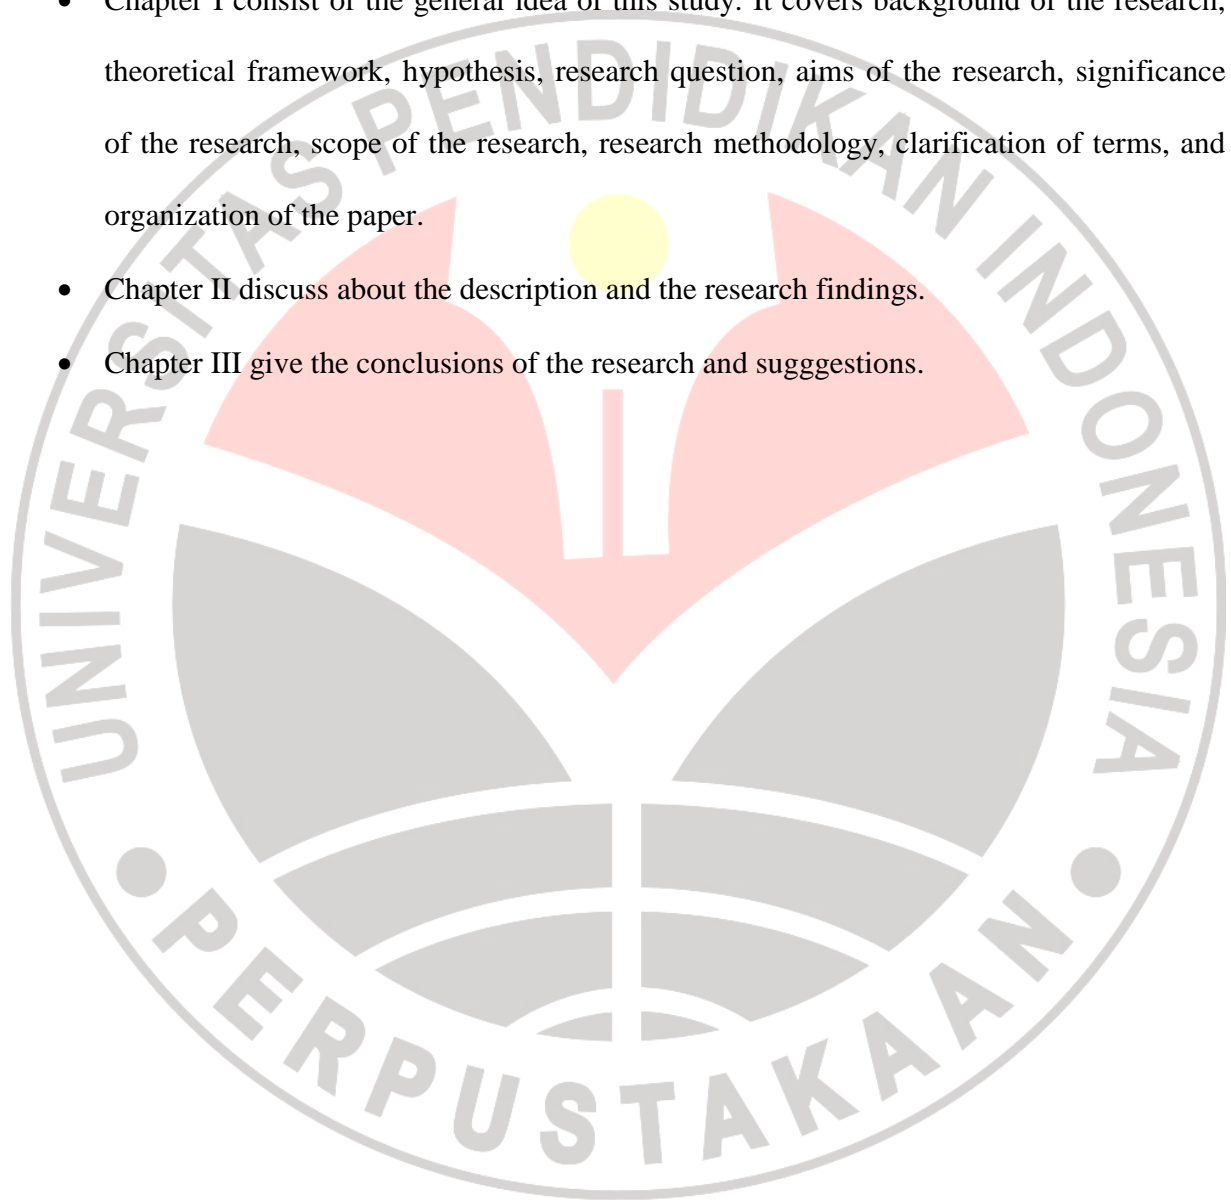 • Chapter I consist of the general idea of this study. It covers background of the research,
theoretical framework, hypothesis, research question, aims of the research, significance
of the research, scope of the research, research methodology, clarification of terms, and
organization of the paper.
• Chapter II discuss about the description and the research findings.
• Chapter III give the conclusions of the research and sugggestions.
UNIVERSITAS PENDIDIKAN INDONESIA
PERPUSTAKAAN